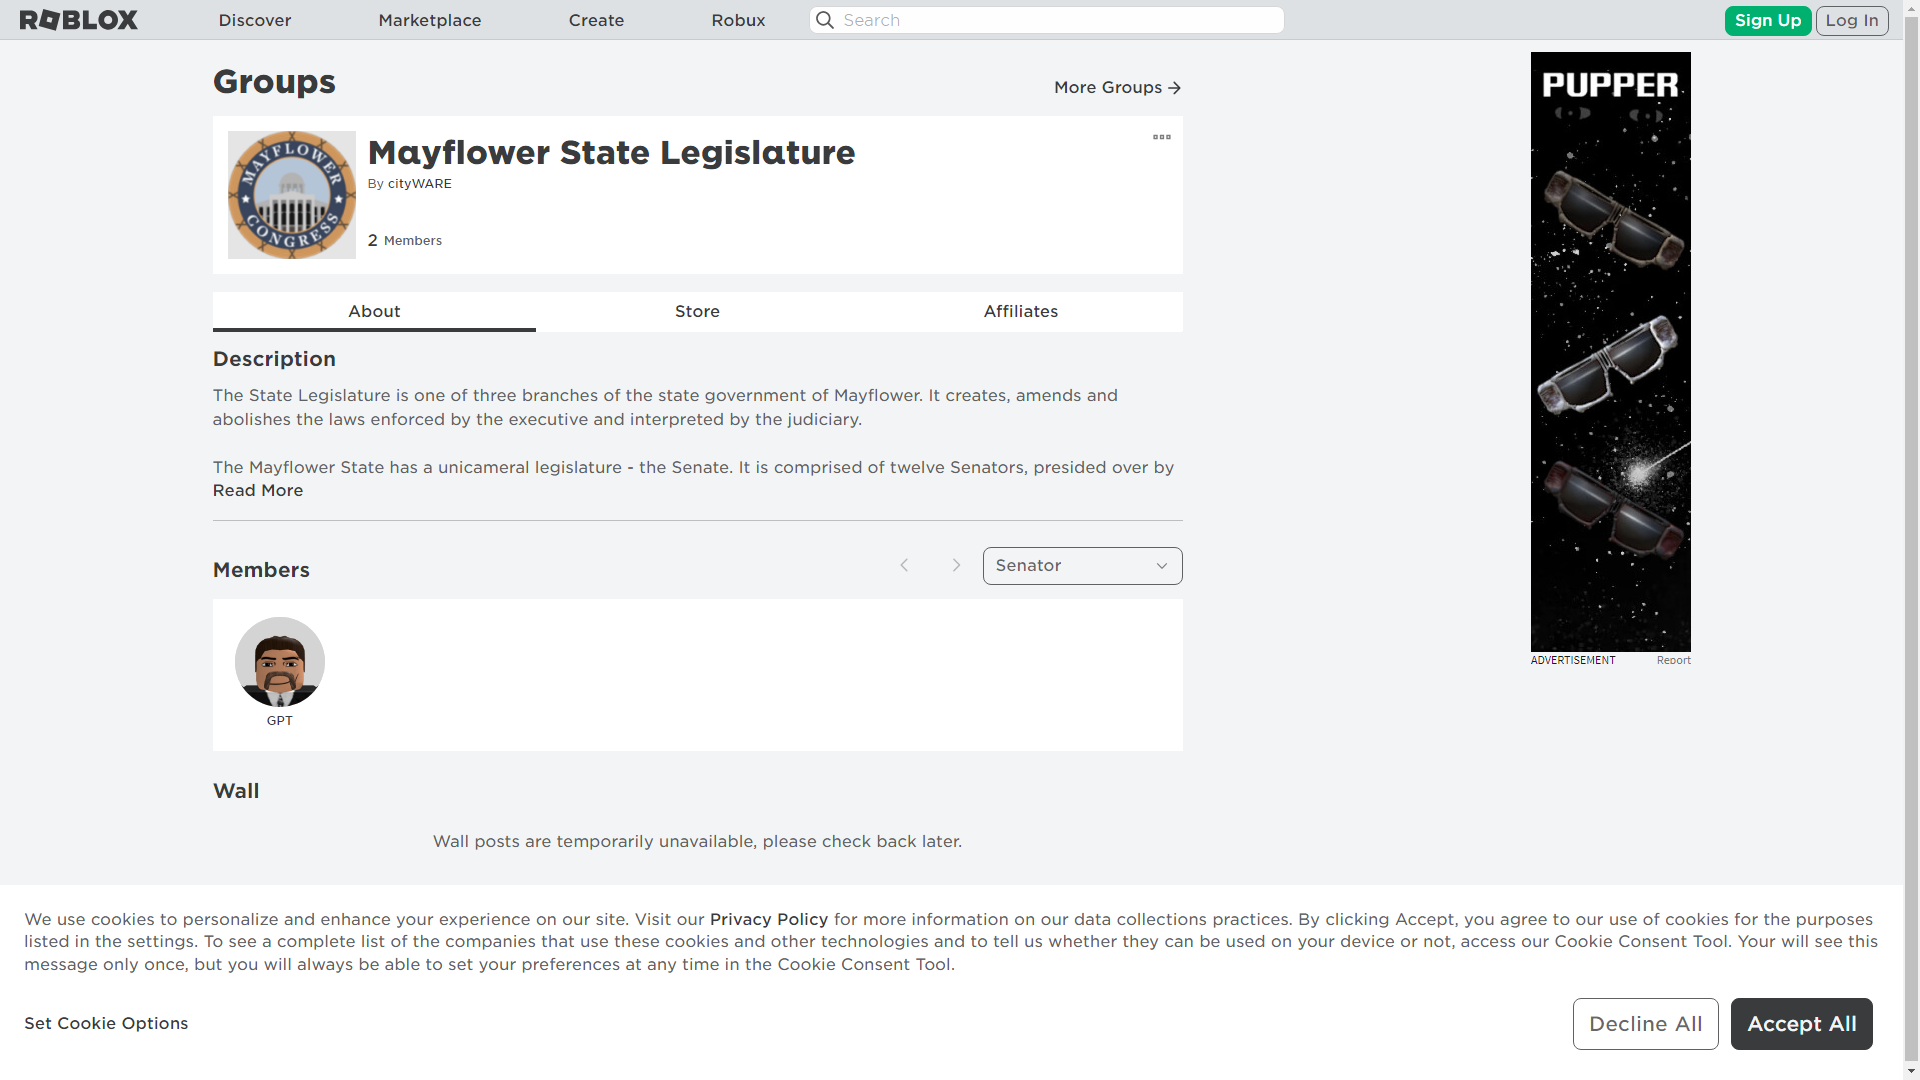 ROBLOX
Discover
Marketplace
Create
Robux
Search
Sign Up
Log In
Groups
More Groups
MAYFLOWER
CONGRESS
Mayflower State Legislature
By cityWARE
2 Members
About
Store
Affiliates
Description
The State Legislature is one of three branches of the state government of Mayflower. It creates, amends and
abolishes the laws enforced by the executive and interpreted by the judiciary.
The Mayflower State has a unicameral legislature - the Senate. It is comprised of twelve Senators, presided over by
Read More
Members
Senator
GPT
Wall
Wall posts are temporarily unavailable, please check back later.
PUPPER
ADVERTISEMENT
Report
We use cookies to personalize and enhance your experience on our site. Visit our Privacy Policy for more information on our data collections practices. By clicking Accept, you agree to our use of cookies for the purposes
listed in the settings. To see a complete list of the companies that use these cookies and other technologies and to tell us whether they can be used on your device or not, access our Cookie Consent Tool. Your will see this
message only once, but you will always be able to set your preferences at any time in the Cookie Consent Tool.
Set Cookie Options
Decline All
Accept All